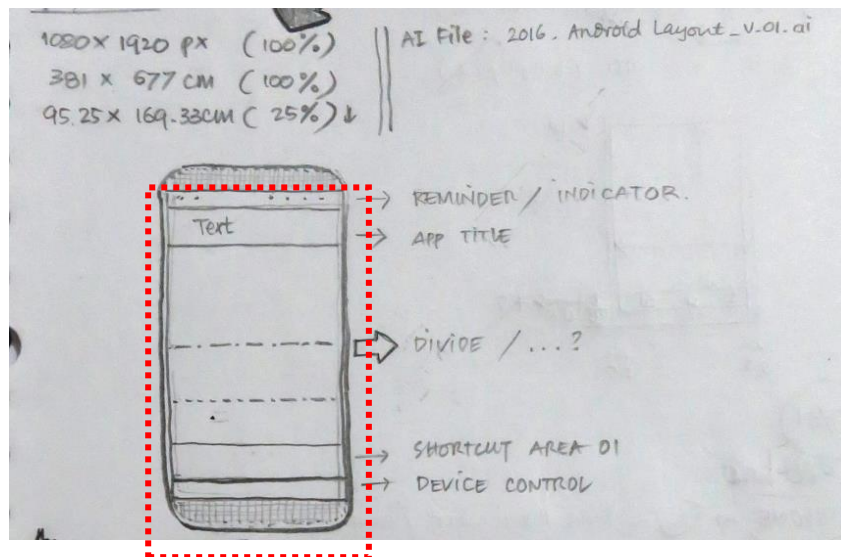 1080 x 1920 px (100%)
381 x 677 cm (100%)
95.25 x 169.33cm ( 25%) ↓
AI File : 2016. Android Layout_v.01.ai
Text
→ REMINDER / INDICATOR.
→ APP TITLE
DIVIDE / ...?
→ SHORTCUT AREA 01
→ DEVICE CONTROL